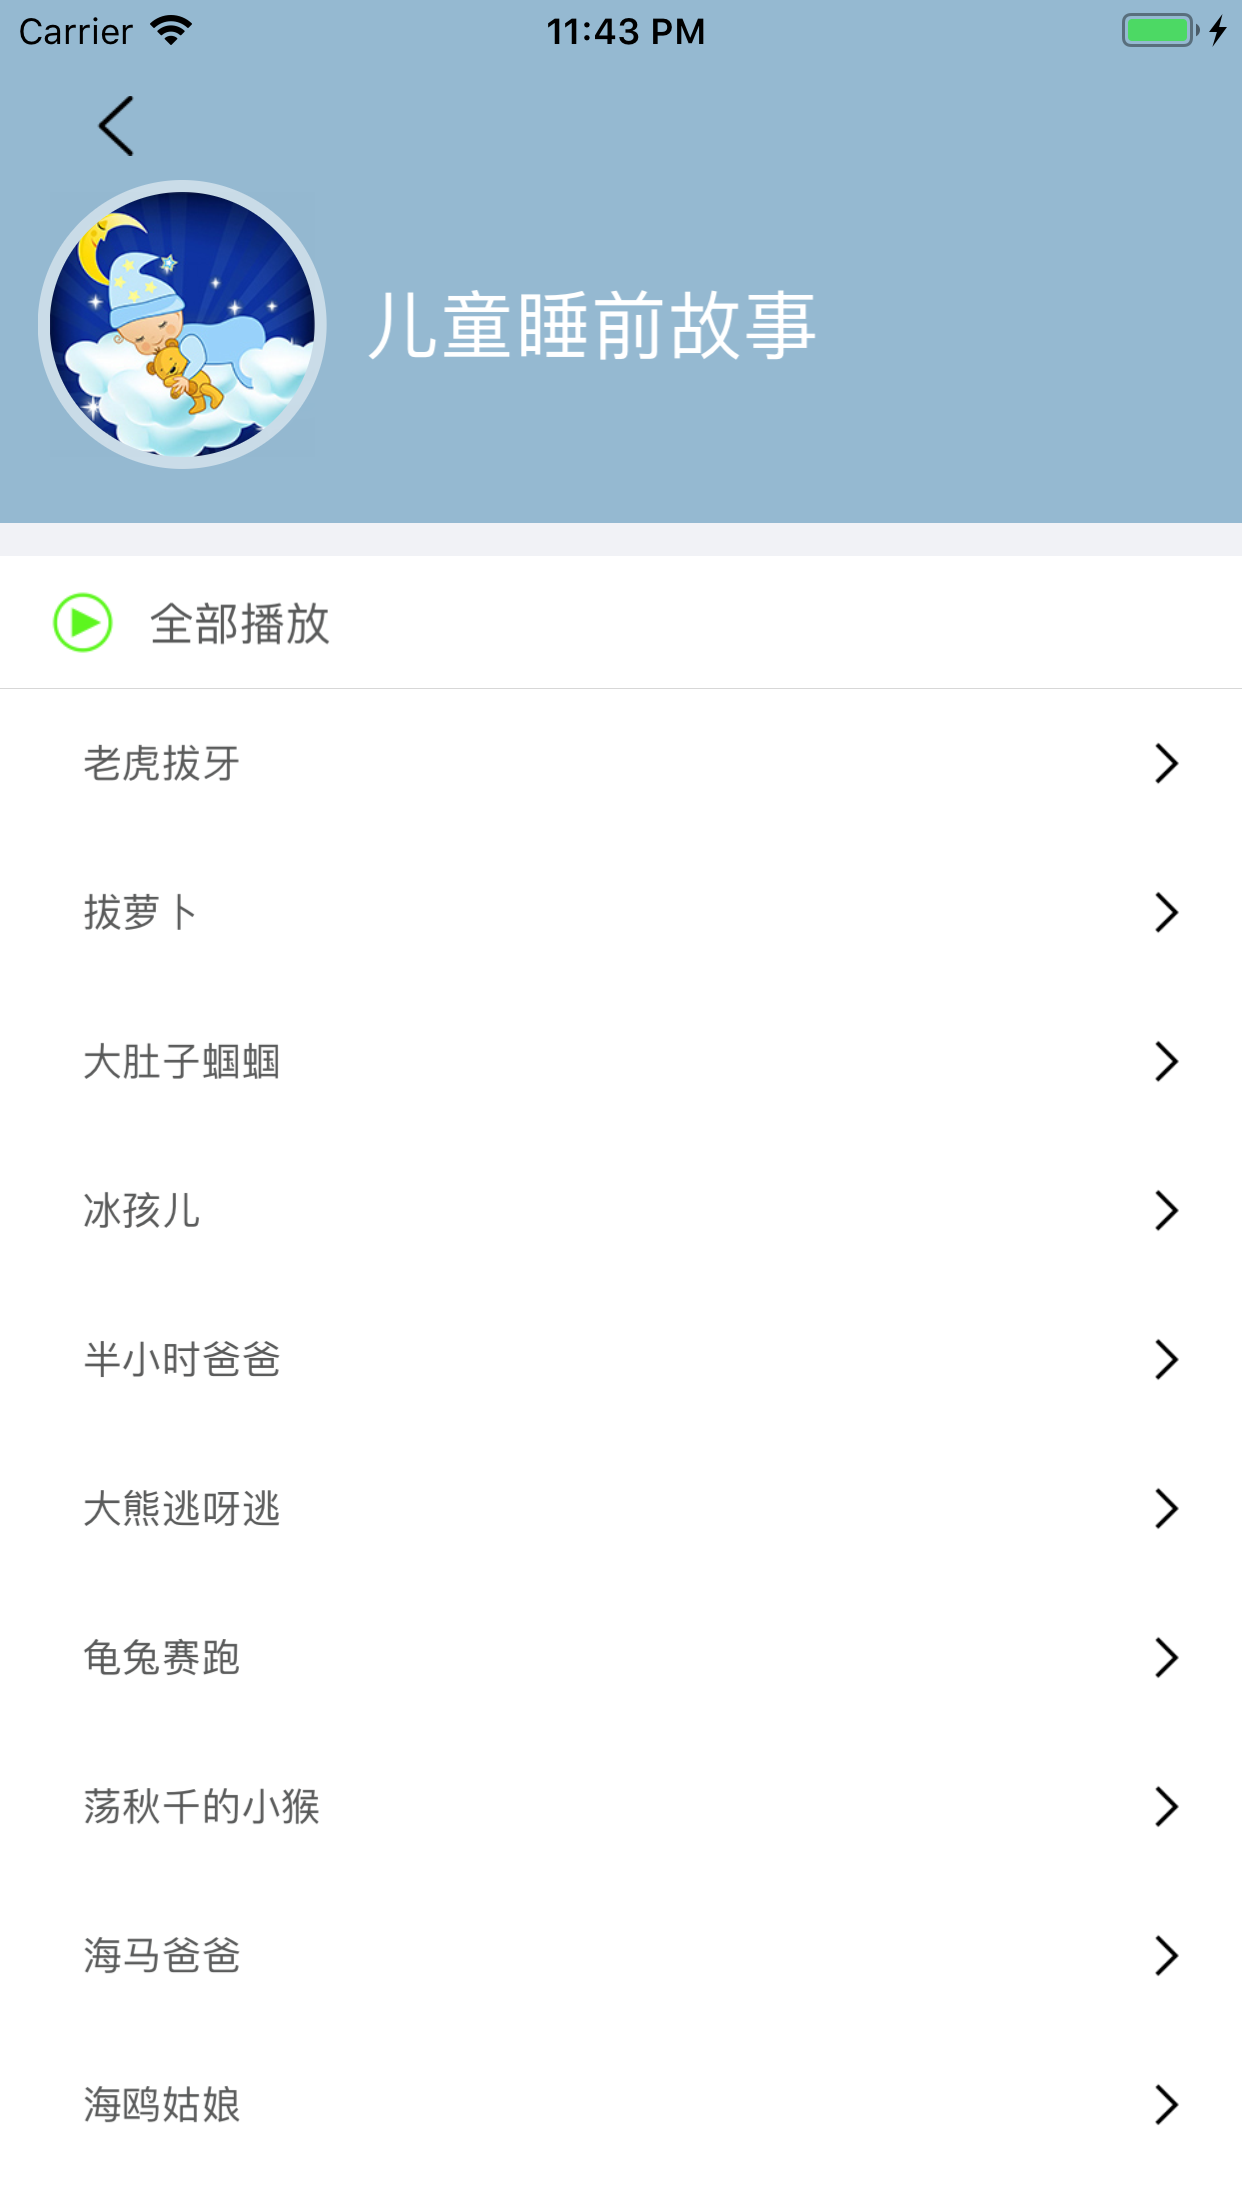 Carrier 11:43 PM
儿童睡前故事
全部播放
老虎拔牙
拔萝卜
大肚子蝈蝈
冰孩儿
半小时爸爸
大熊逃呀逃
龟兔赛跑
荡秋千的小猴
海马爸爸
海鸥姑娘